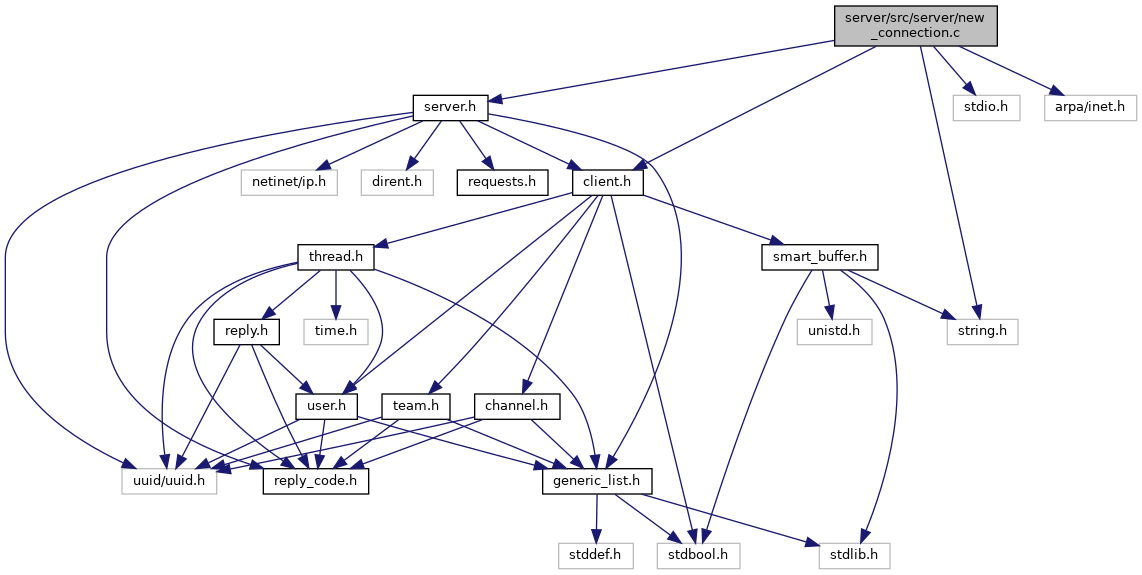 server/src/server/new
_connection.c
server.h
stdio.h
arpa/inet.h
netinet/ip.h
dirent.h
requests.h
client.h
thread.h
smart_buffer.h
reply.h
time.h
unistd.h
string.h
user.h
team.h
channel.h
uuid/uuid.h
reply_code.h
generic_list.h
stddef.h
stdbool.h
stdlib.h